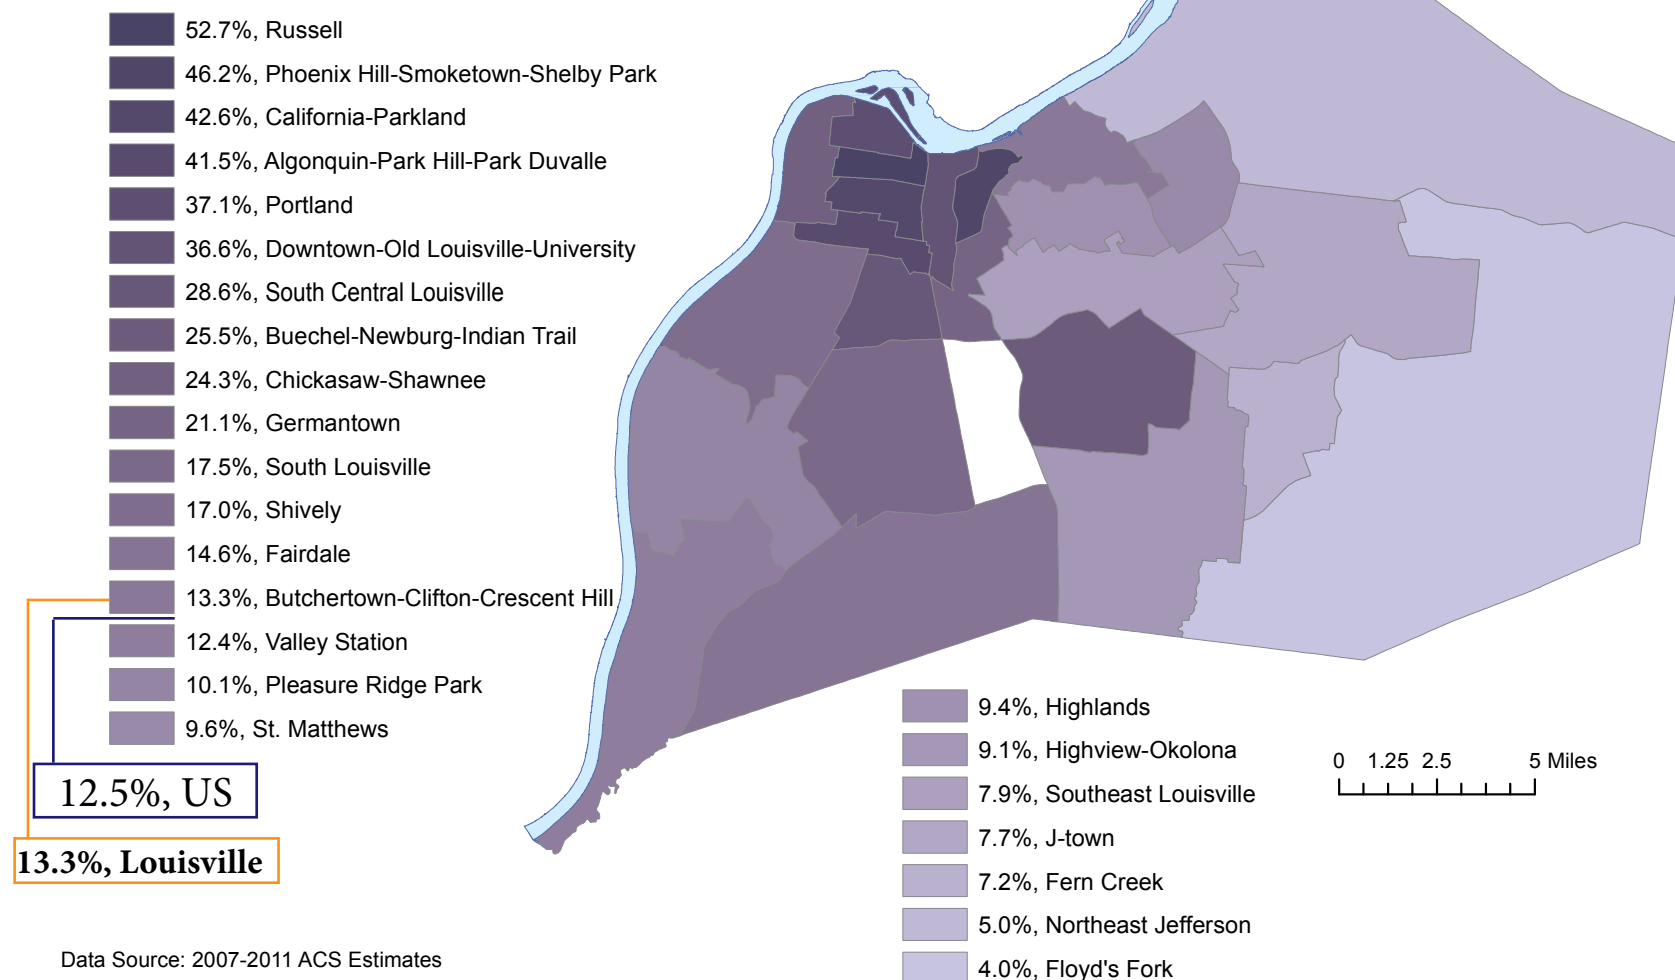 52.7%, Russell
46.2%, Phoenix Hill-Smoketown-Shelby Park
42.6%, California-Parkland
41.5%, Algonquin-Park Hill-Park Duvalle
37.1%, Portland
36.6%, Downtown-Old Louisville-University
28.6%, South Central Louisville
25.5%, Buechel-Newburg-Indian Trail
24.3%, Chickasaw-Shawnee
21.1%, Germantown
17.5%, South Louisville
17.0%, Shively
14.6%, Fairdale
13.3%, Butchertown-Clifton-Crescent Hill
12.4%, Valley Station
10.1%, Pleasure Ridge Park
9.6%, St. Matthews
12.5%, US
13.3%, Louisville
9.4%, Highlands
9.1%, Highview-Okolona
7.9%, Southeast Louisville
7.7%, J-town
7.2%, Fern Creek
5.0%, Northeast Jefferson
4.0%, Floyd's Fork
0 1.25 2.5 5 Miles
Data Source: 2007-2011 ACS Estimates